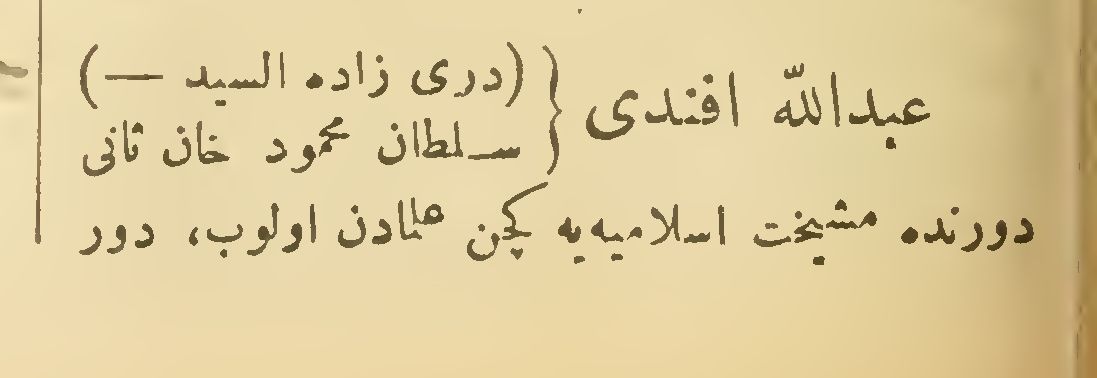 عبدالله افندی { (دری زاده السید —)
سلطان محمود خان ثانی
دورنده مشیخت اسلامیه‌یه کچن علمادن اولوب، دور